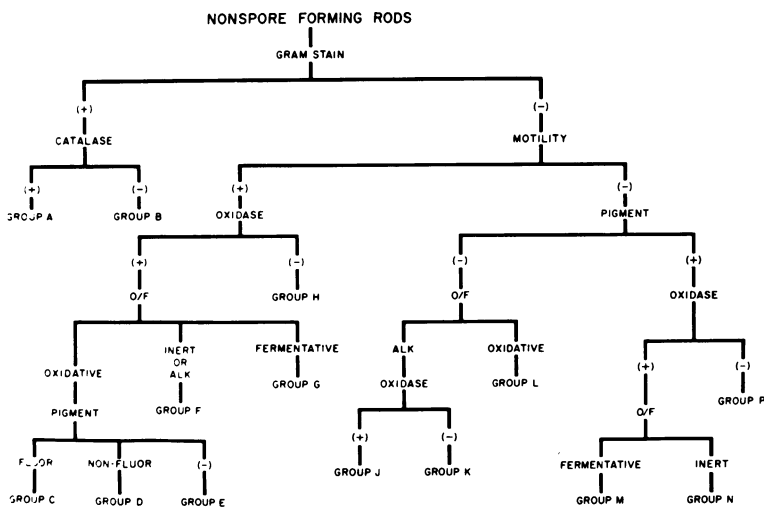 NONSPORE FORMING RODS
GRAM STAIN
(+) (-)
CATALASE MOTILITY
(+) (-) (+) (-)
GROUP A GROUP B OXIDASE PIGMENT
(+) (-) (-) (+)
O/F GROUP H O/F OXIDASE
OXIDATIVE INERT OR ALK FERMENTATIVE ALK OXIDATIVE (+) (-)
PIGMENT GROUP F GROUP G OXIDASE GROUP L O/F GROUP P
FLUOR NON-FLUOR (-) (+) (-) FERMENTATIVE INERT
GROUP C GROUP D GROUP E GROUP J GROUP K GROUP M GROUP N